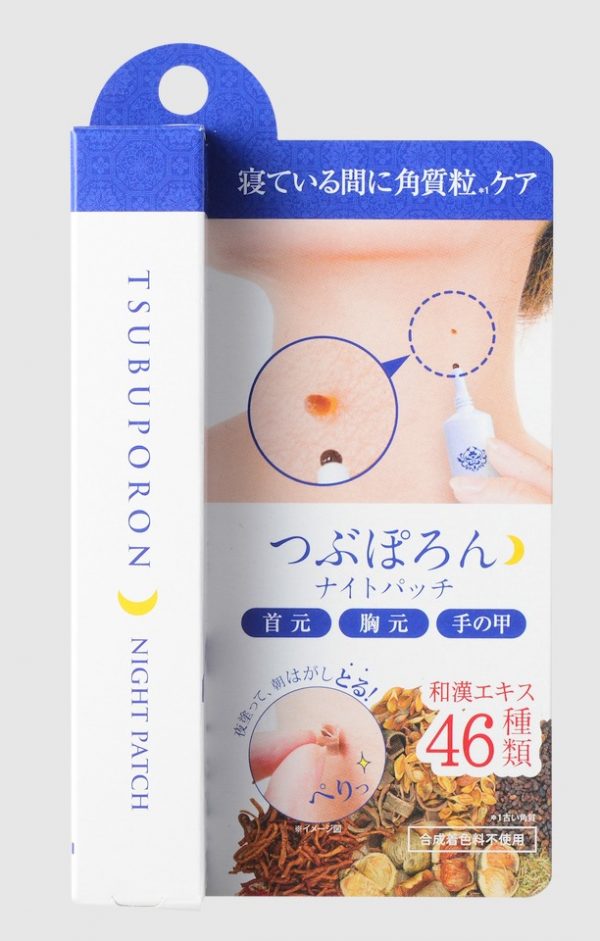 寝ている間に角質粒*1ケア
TSUBUPORON NIGHT PATCH
つぶぽろん
ナイトパッチ
首元 胸元 手の甲
夜塗って、朝はがしとる!
ぺりっ
※イメージ図
和漢エキス
46種類
*1古い角質
合成着色料不使用